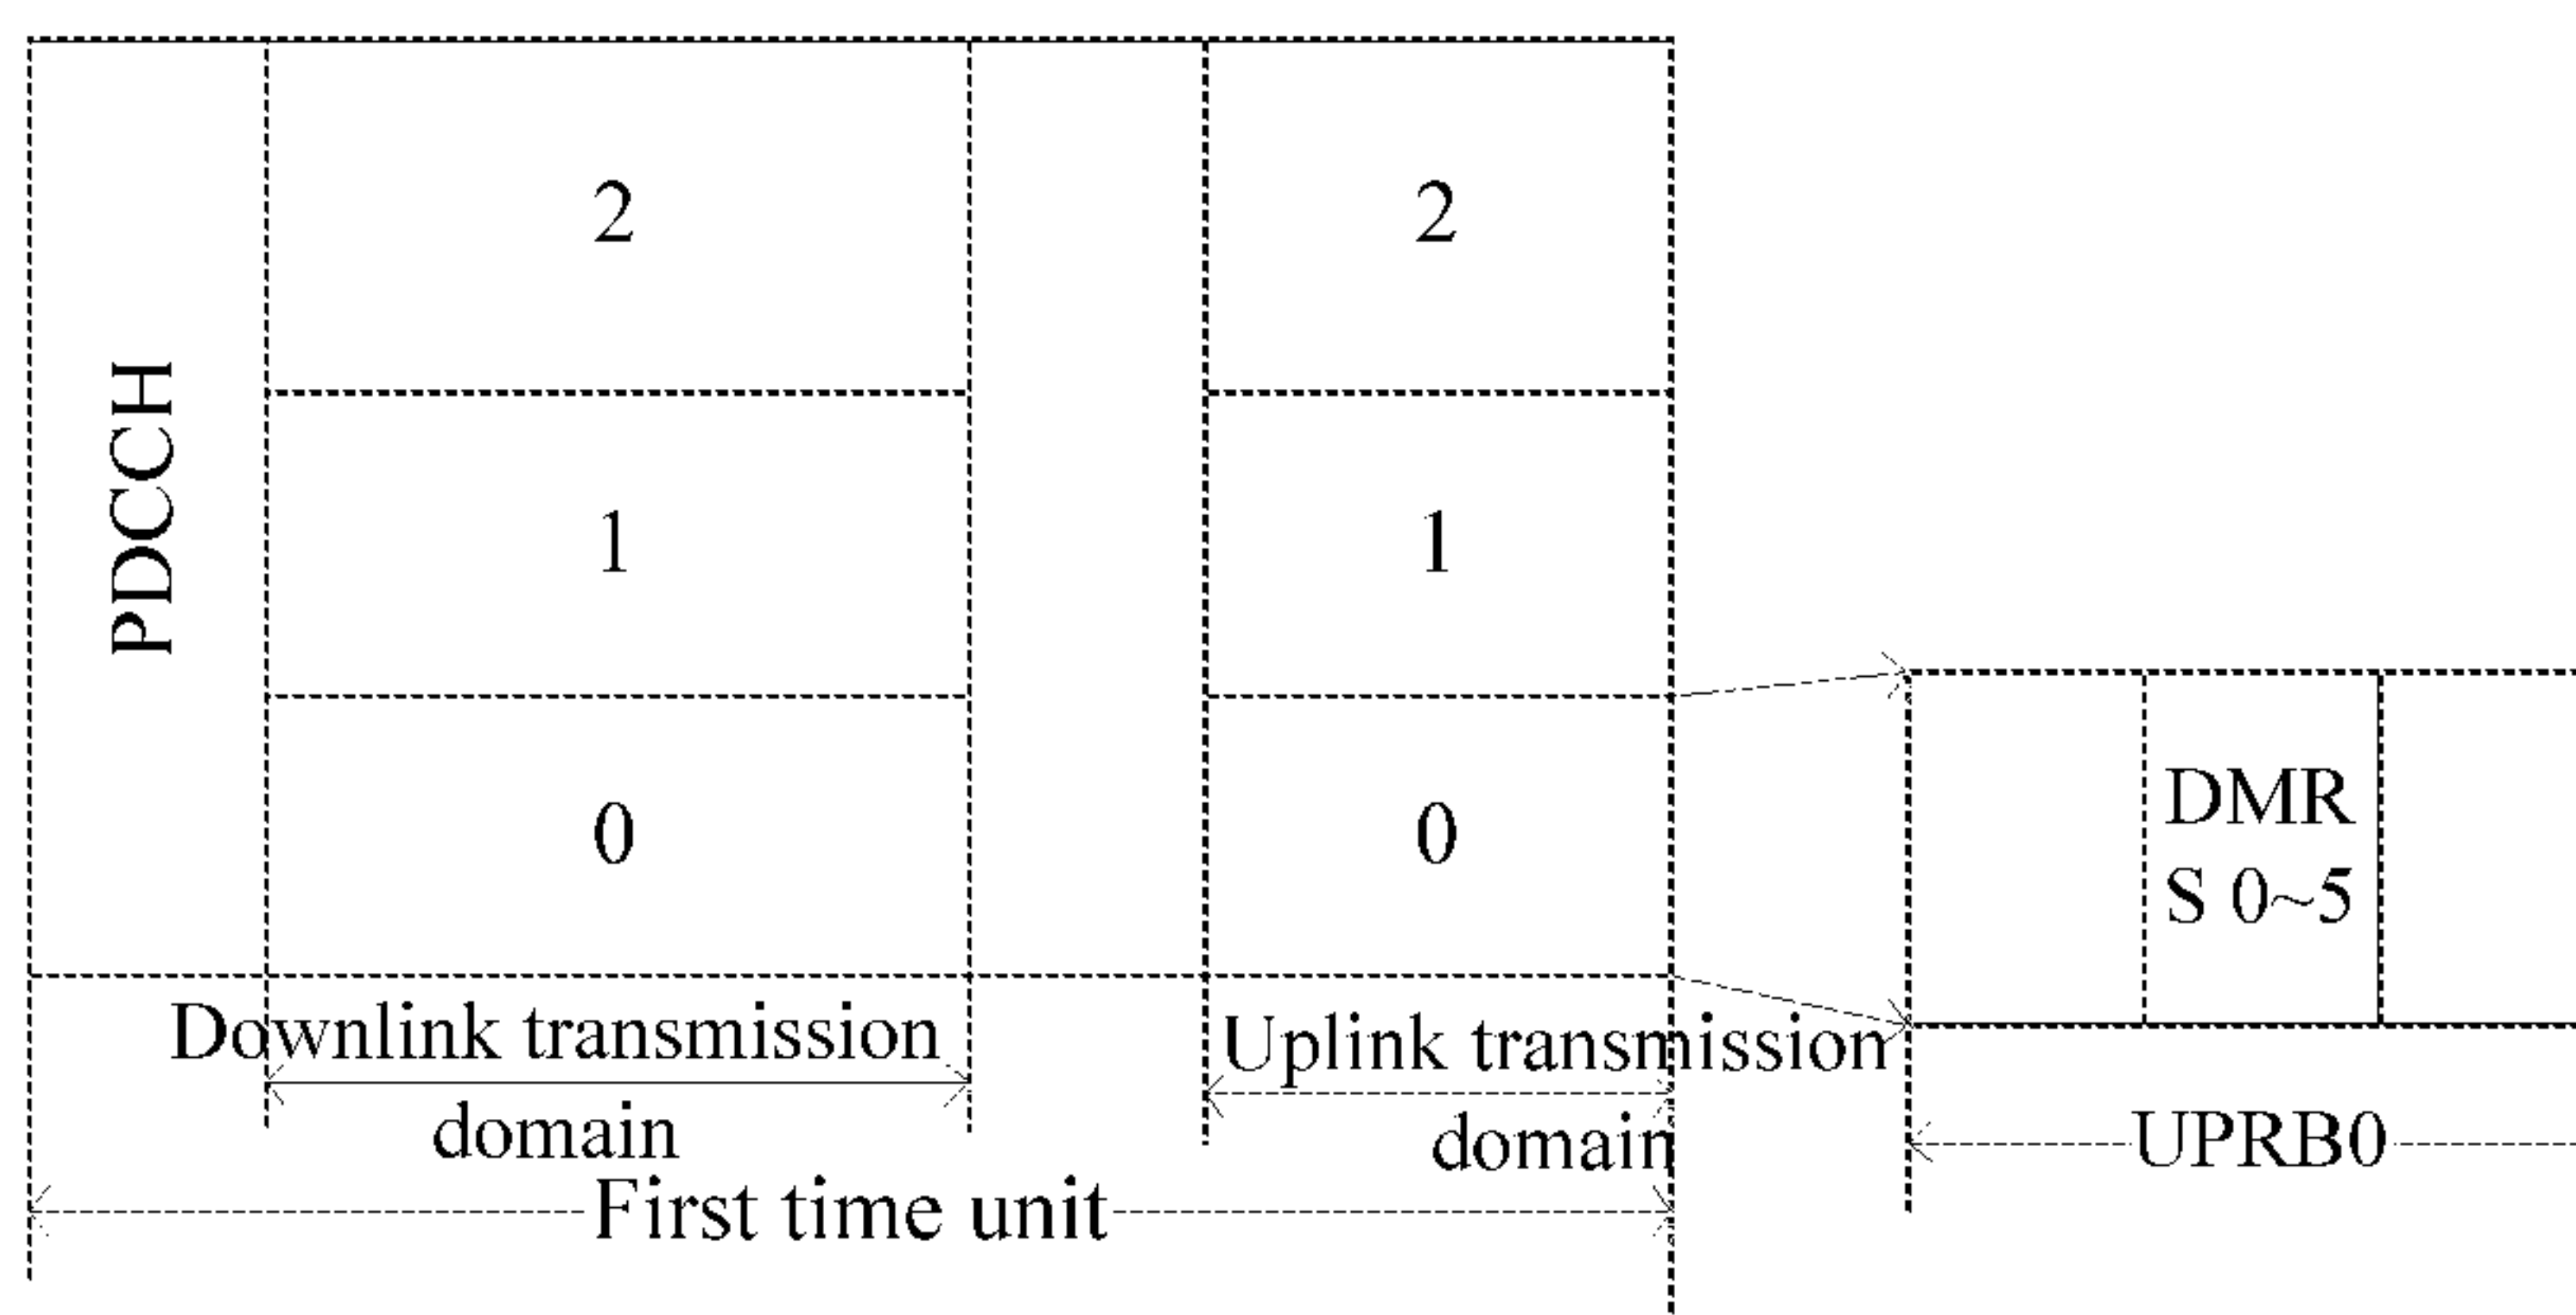 PDCCH
2
2
1
1
0
0
DMR
S 0~5
Downlink transmission
domain
Uplink transmission
domain
UPRB0
First time unit